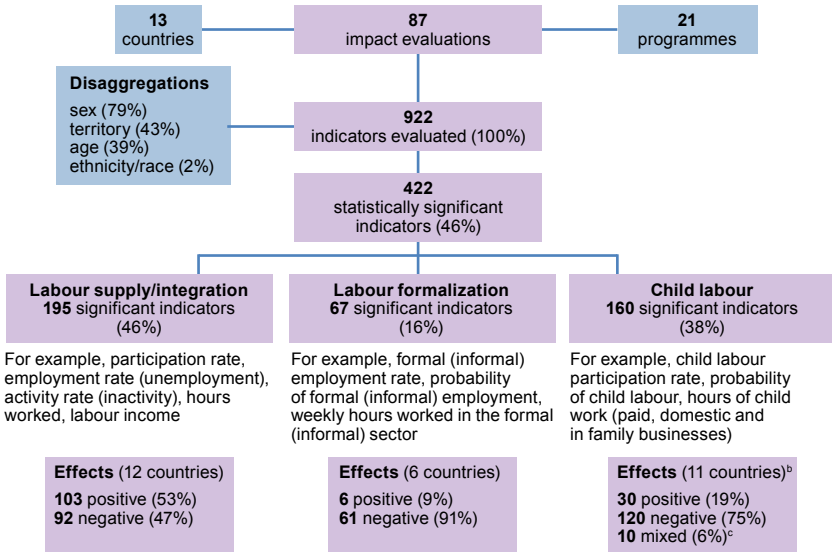 13
countries
87
impact evaluations
21
programmes
Disaggregations
sex (79%)
territory (43%)
age (39%)
ethnicity/race (2%)
922
indicators evaluated (100%)
422
statistically significant
indicators (46%)
Labour supply/integration
195 significant indicators
(46%)
For example, participation rate,
employment rate (unemployment),
activity rate (inactivity), hours
worked, labour income
Effects (12 countries)
103 positive (53%)
92 negative (47%)
Labour formalization
67 significant indicators
(16%)
For example, formal (informal)
employment rate, probability
of formal (informal) employment,
weekly hours worked in the formal
(informal) sector
Effects (6 countries)
6 positive (9%)
61 negative (91%)
Child labour
160 significant indicators
(38%)
For example, child labour
participation rate, probability
of child labour, hours of child
work (paid, domestic and
in family businesses)
Effects (11 countries)ᵇ
30 positive (19%)
120 negative (75%)
10 mixed (6%)ᶜ